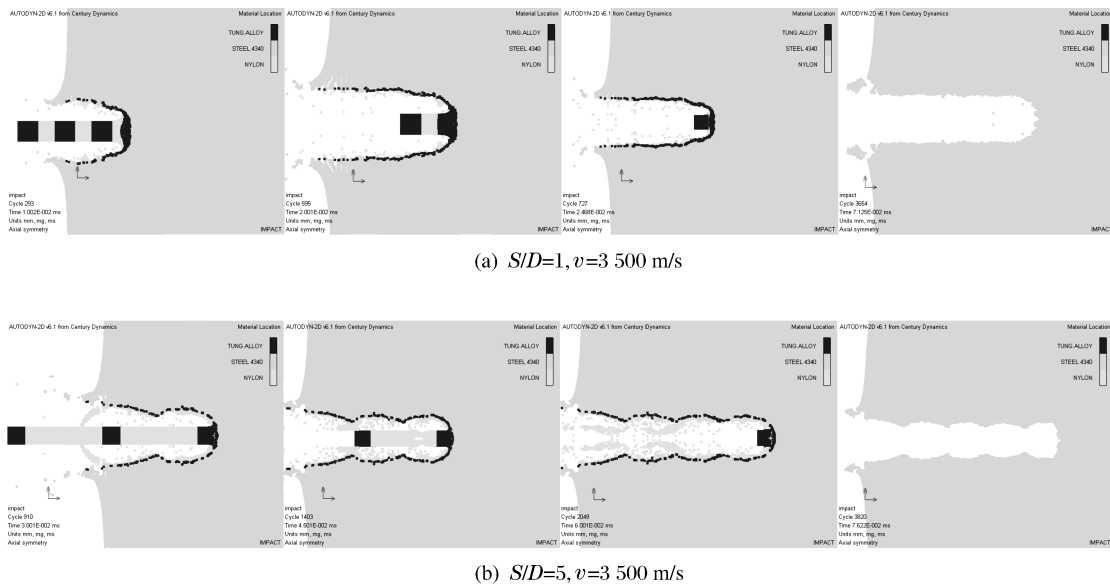 AUTODYN-2D v6.1 from Century Dynamics
Material Location
TUNG.ALLOY
STEEL 4340
NYLON
impact
Cycle 293
Time 1.002E-002 ms
Units mm, mg, ms
Axial symmetry
IMPACT
AUTODYN-2D v6.1 from Century Dynamics
Material Location
TUNG.ALLOY
STEEL 4340
NYLON
impact
Cycle 595
Time 2.001E-002 ms
Units mm, mg, ms
Axial symmetry
IMPACT
AUTODYN-2D v6.1 from Century Dynamics
Material Location
TUNG.ALLOY
STEEL 4340
NYLON
impact
Cycle 727
Time 2.468E-002 ms
Units mm, mg, ms
Axial symmetry
IMPACT
AUTODYN-2D v6.1 from Century Dynamics
Material Location
TUNG.ALLOY
STEEL 4340
NYLON
impact
Cycle 3654
Time 7.125E-002 ms
Units mm, mg, ms
Axial symmetry
IMPACT
(a) S/D=1, v=3 500 m/s
AUTODYN-2D v6.1 from Century Dynamics
Material Location
TUNG.ALLOY
STEEL 4340
NYLON
impact
Cycle 910
Time 3.001E-002 ms
Units mm, mg, ms
Axial symmetry
IMPACT
AUTODYN-2D v6.1 from Century Dynamics
Material Location
TUNG.ALLOY
STEEL 4340
NYLON
impact
Cycle 1403
Time 4.501E-002 ms
Units mm, mg, ms
Axial symmetry
IMPACT
AUTODYN-2D v6.1 from Century Dynamics
Material Location
TUNG.ALLOY
STEEL 4340
NYLON
impact
Cycle 2049
Time 6.001E-002 ms
Units mm, mg, ms
Axial symmetry
IMPACT
AUTODYN-2D v6.1 from Century Dynamics
Material Location
TUNG.ALLOY
STEEL 4340
NYLON
impact
Cycle 3820
Time 7.622E-002 ms
Units mm, mg, ms
Axial symmetry
IMPACT
(b) S/D=5, v=3 500 m/s